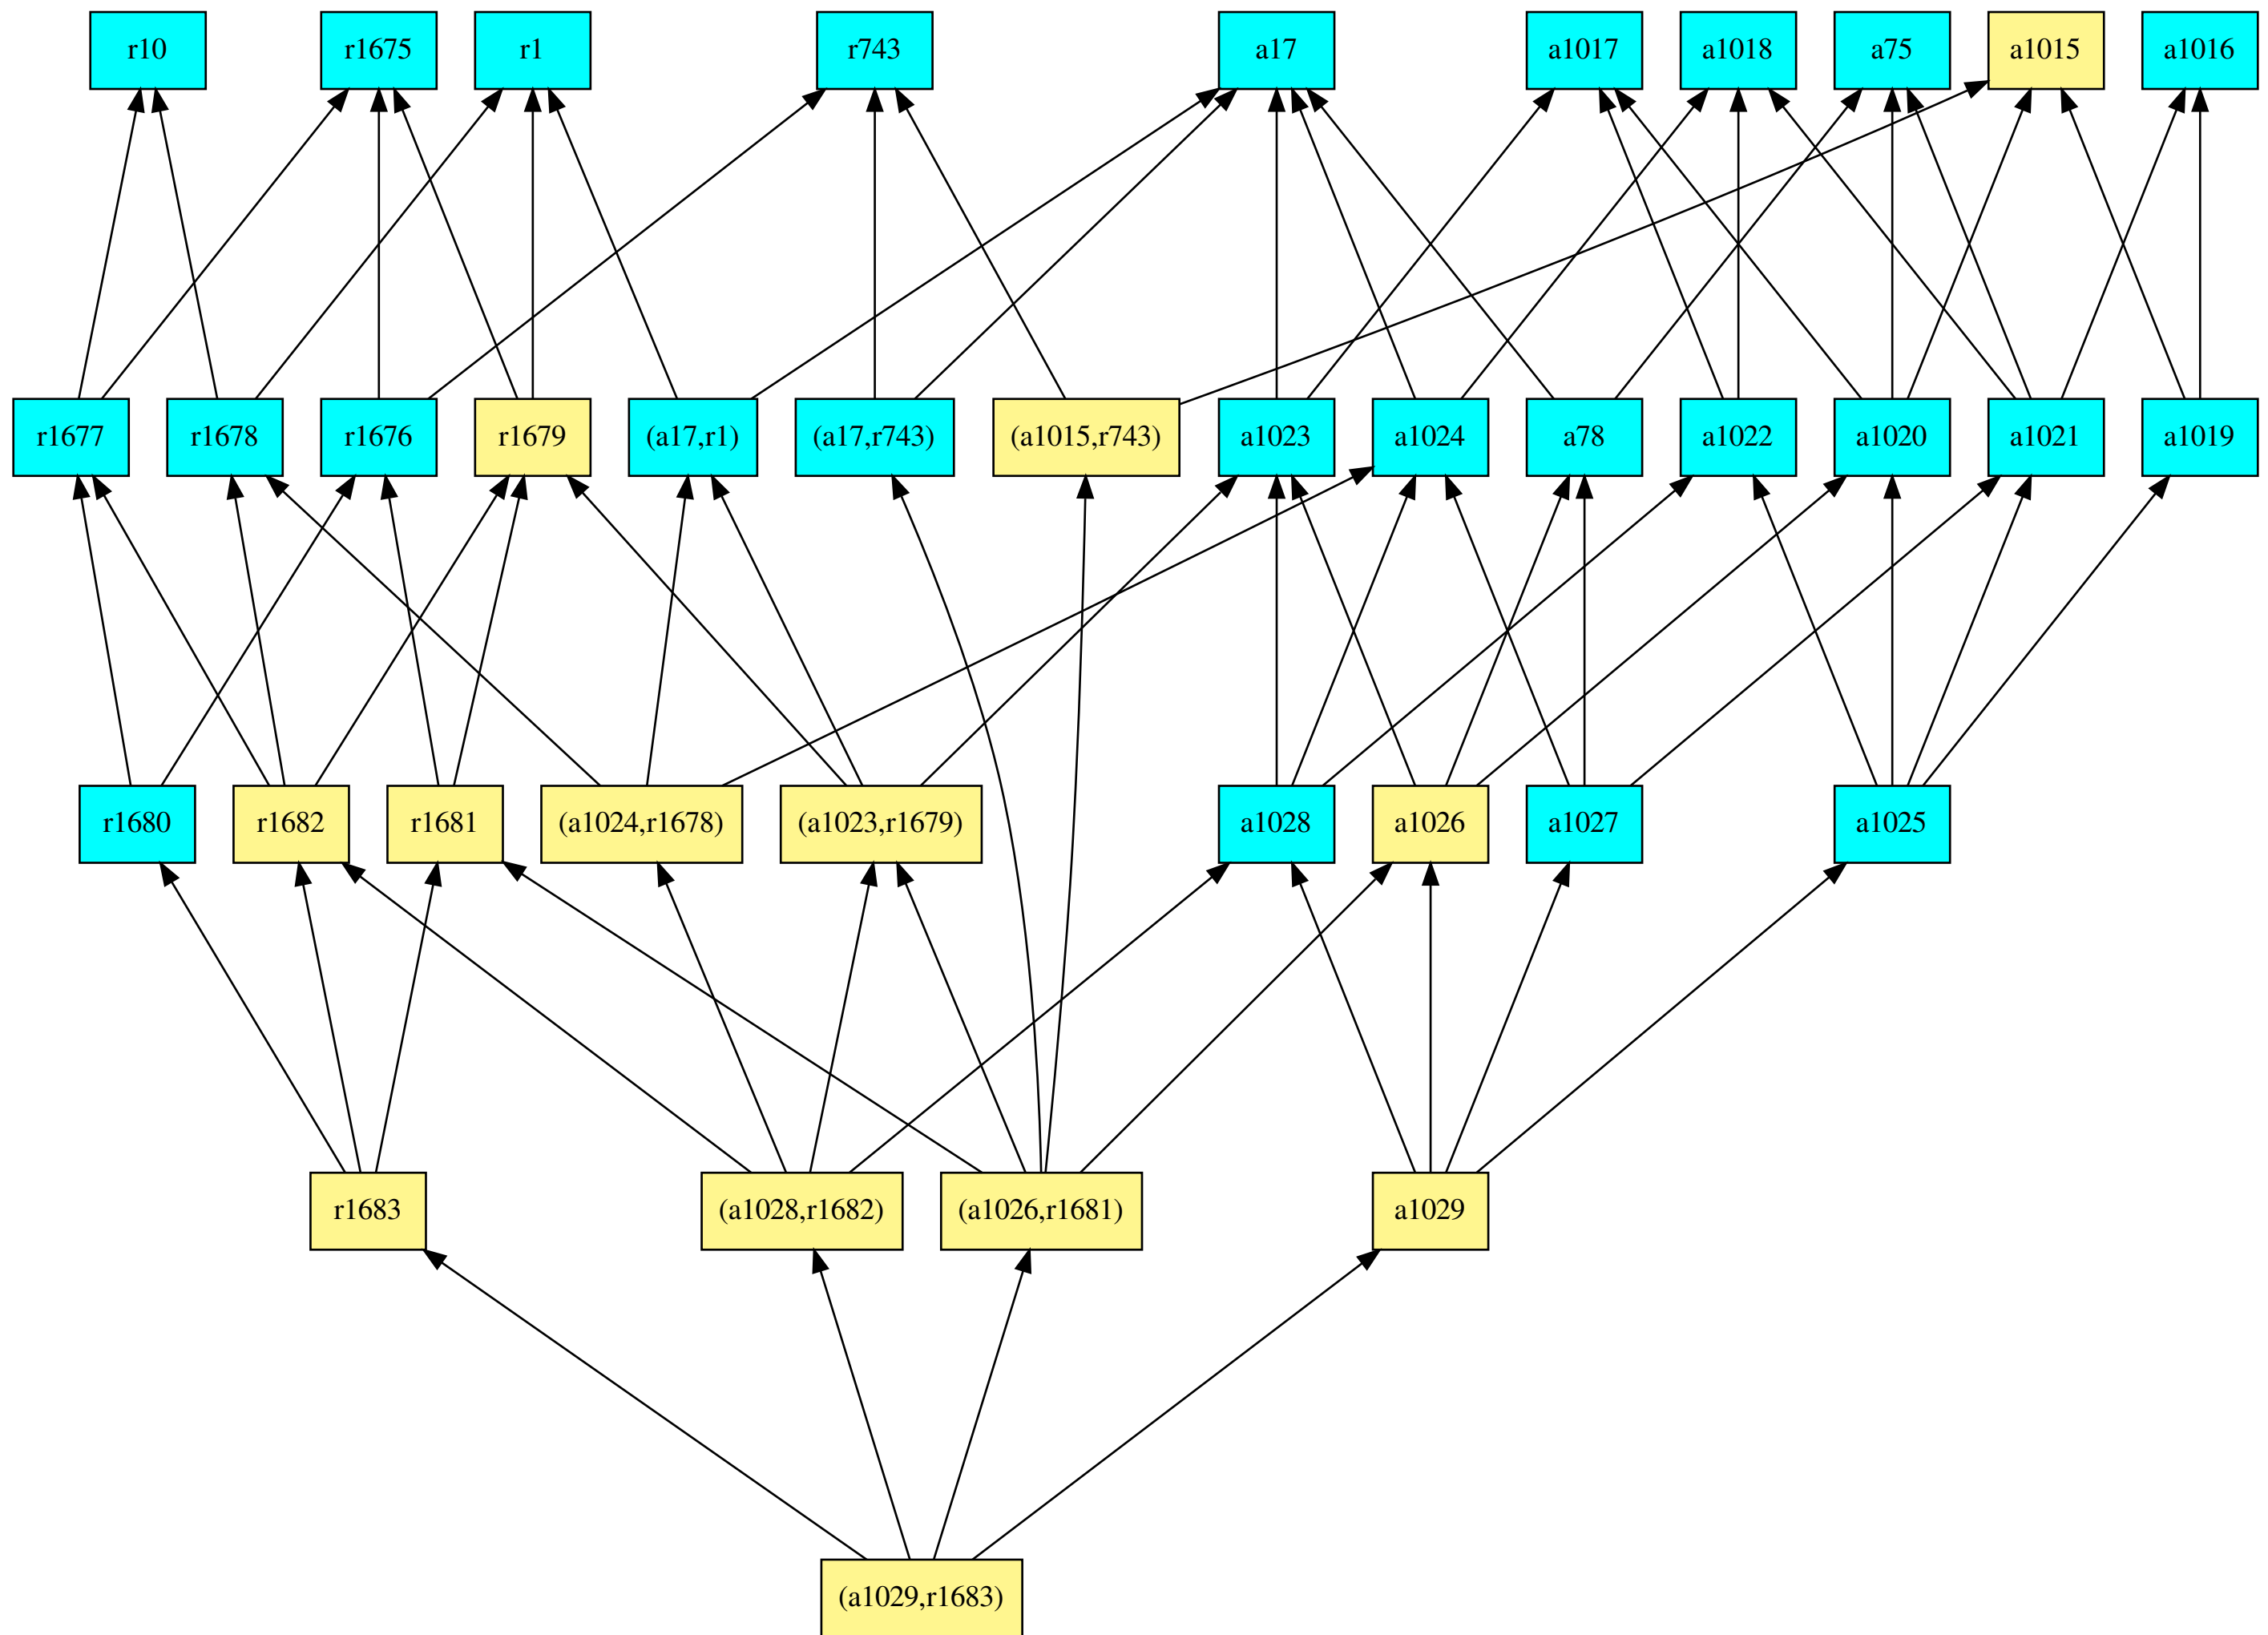 r10
r1675
r1
r743
a17
a1017
a1018
a75
a1015
a1016
r1677
r1678
r1676
r1679
(a17,r1)
(a17,r743)
(a1015,r743)
a1023
a1024
a78
a1022
a1020
a1021
a1019
r1680
r1682
r1681
(a1024,r1678)
(a1023,r1679)
a1028
a1026
a1027
a1025
r1683
(a1028,r1682)
(a1026,r1681)
a1029
(a1029,r1683)